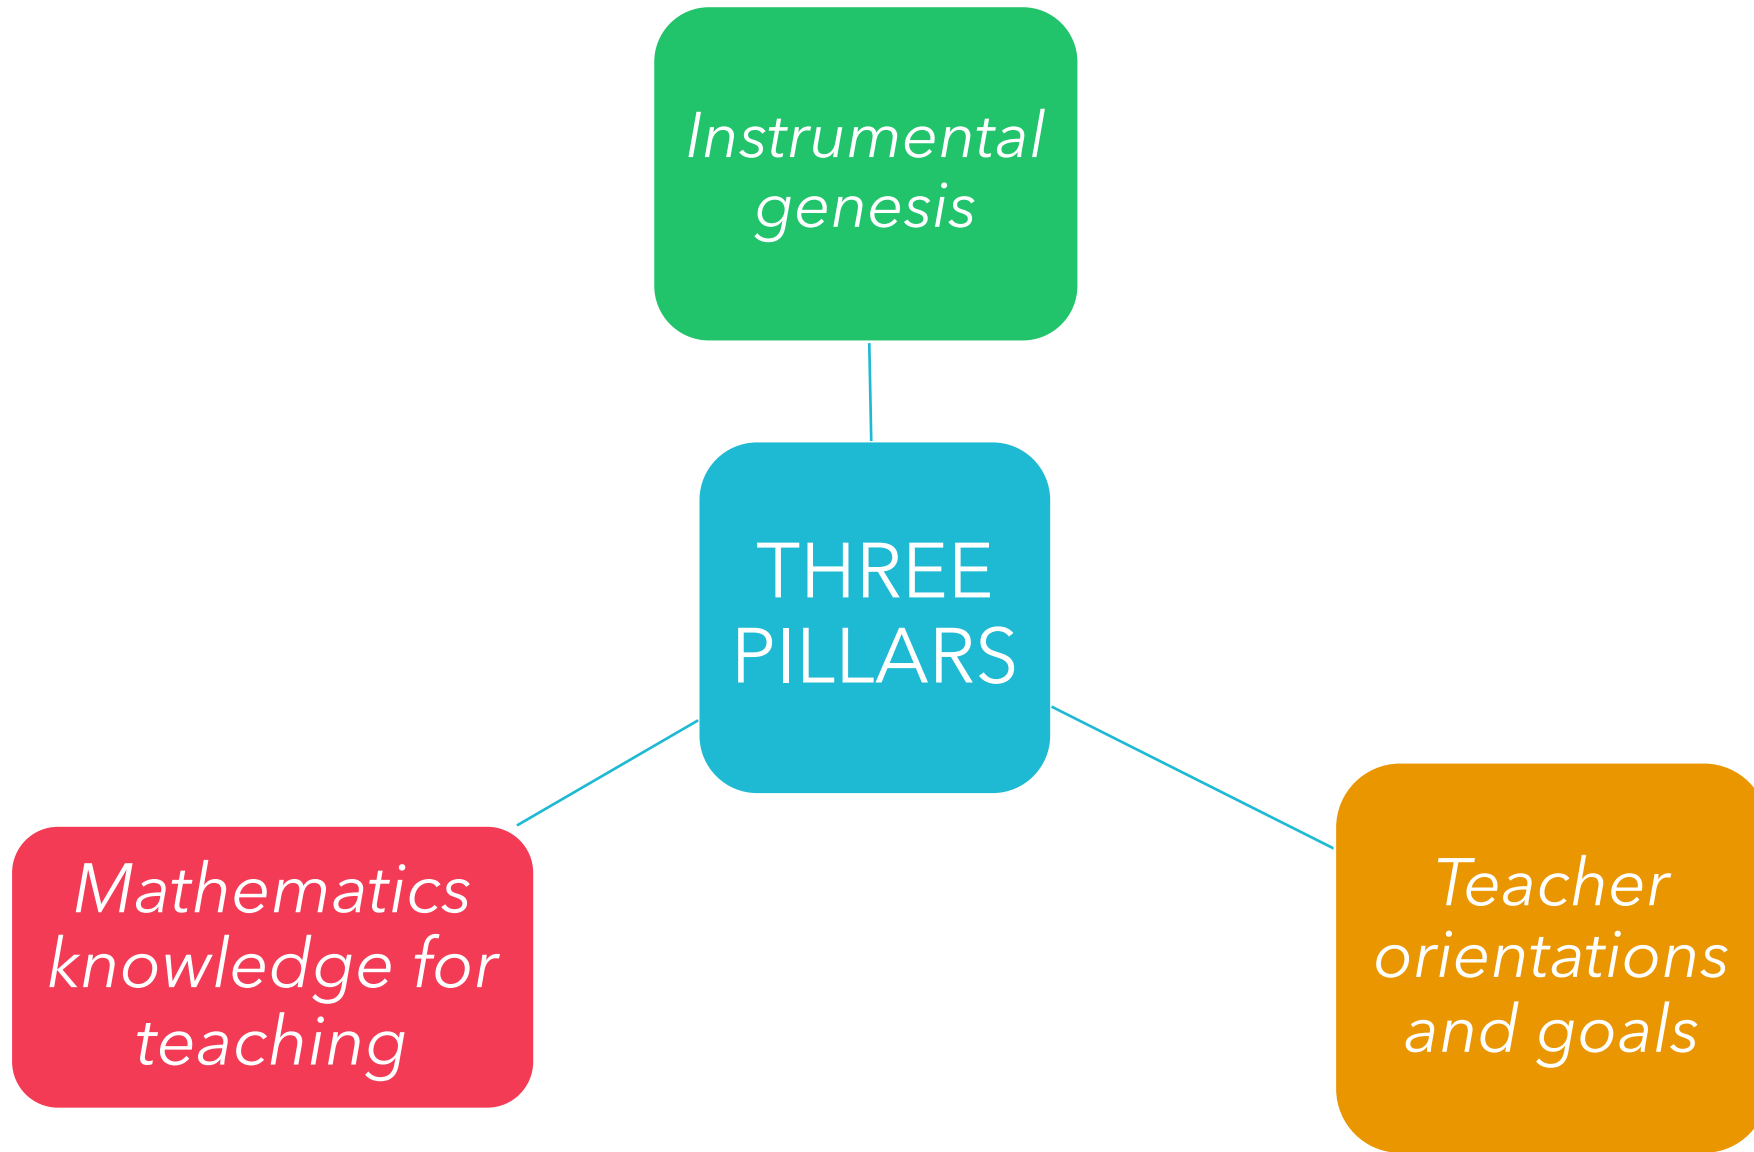 Instrumental
genesis
THREE
PILLARS
Mathematics
knowledge for
teaching
Teacher
orientations
and goals